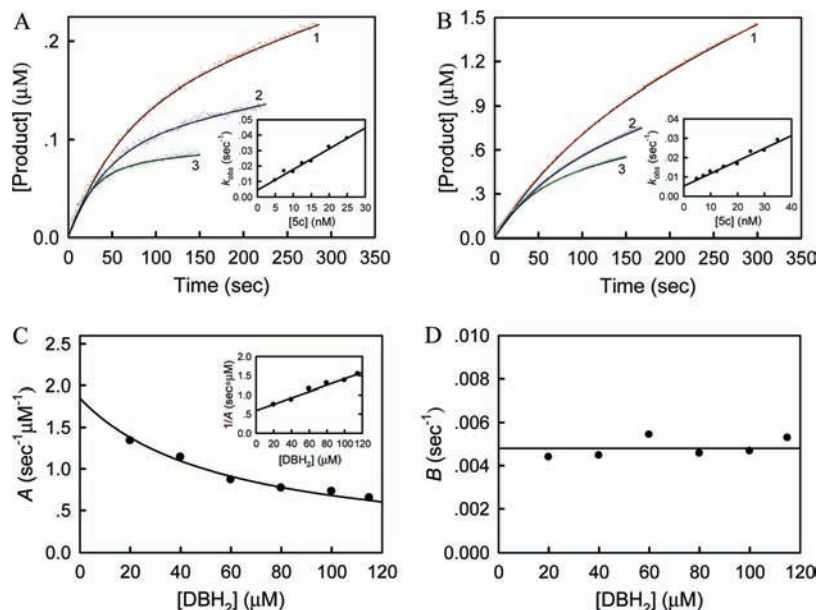 A
[Product] (μM)
.2
.1
0.0
1
2
3
0 50 100 150 200 250 300 350
Time (sec)
kobs (sec-1)
.05
.04
.03
.02
.01
.00
0 5 10 15 20 25 30
[5c] (nM)
B
[Product] (μM)
1.5
1.2
.9
.6
.3
0.0
1
2
3
0 50 100 150 200 250 300 350
Time (sec)
kobs (sec-1)
.04
.03
.02
.01
.00
0 10 20 30 40
[5c] (nM)
C
A (sec-1μM-1)
2.5
2.0
1.5
1.0
.5
0.0
0 20 40 60 80 100 120
[DBH2] (μM)
1/A (sec*μM)
2.0
1.5
1.0
.5
0.0
0 20 40 60 80 100 120
[DBH2] (μM)
D
B (sec-1)
.010
.008
.006
.004
.002
0.000
0 20 40 60 80 100 120
[DBH2] (μM)